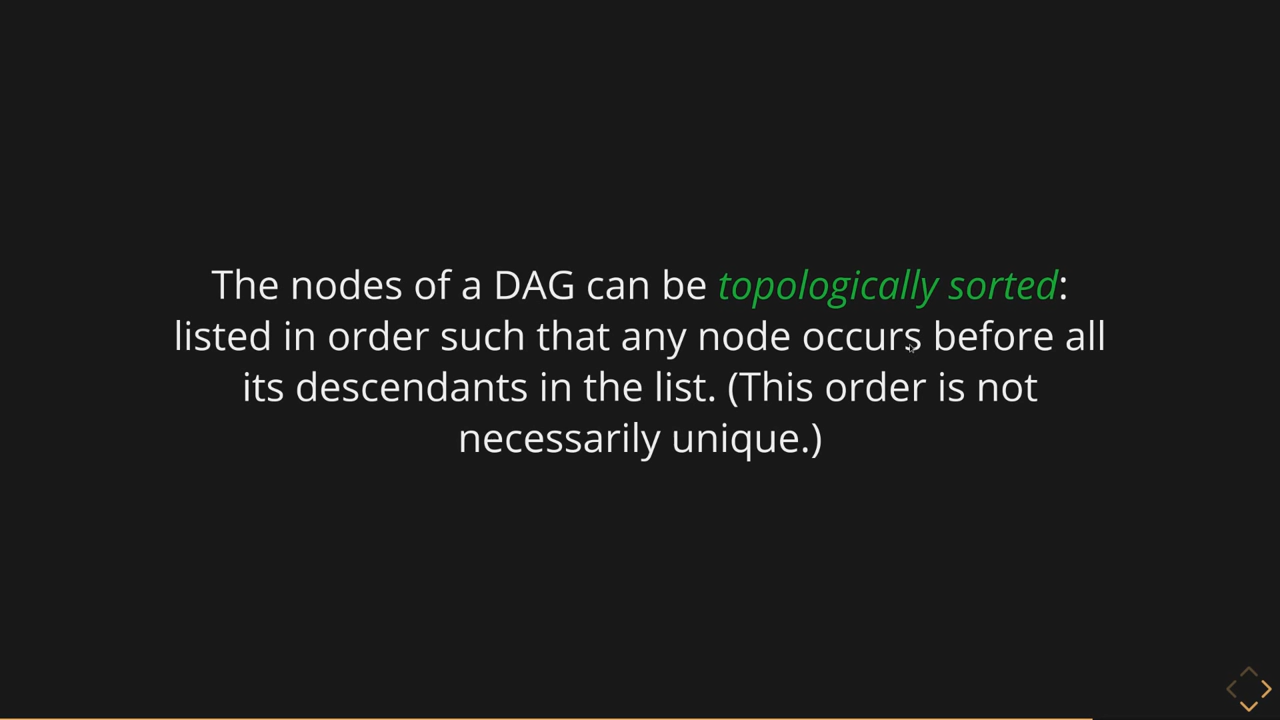 The nodes of a DAG can be topologically sorted:
listed in order such that any node occurs before all
its descendants in the list. (This order is not
necessarily unique.)